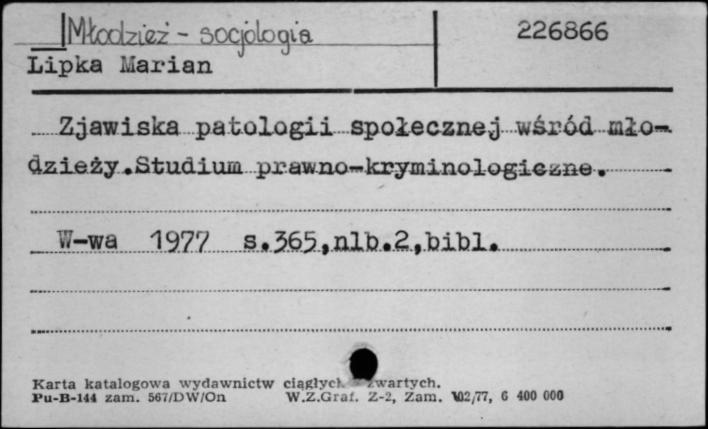 Młodzież - socjologia
226866
Lipka Marian
Zjawiska patologii społecznej wśród mło-
dzieży.Studium prawno-kryminologiczne.
W-wa 1977 s.365,nlb.2,bibl.
Karta katalogowa wydawnictw ciągłych zwartych.
Pu-B-144 zam. 567/DW/On W.Z.Graf. Z-2, Zam. 102/77, 6 400 000